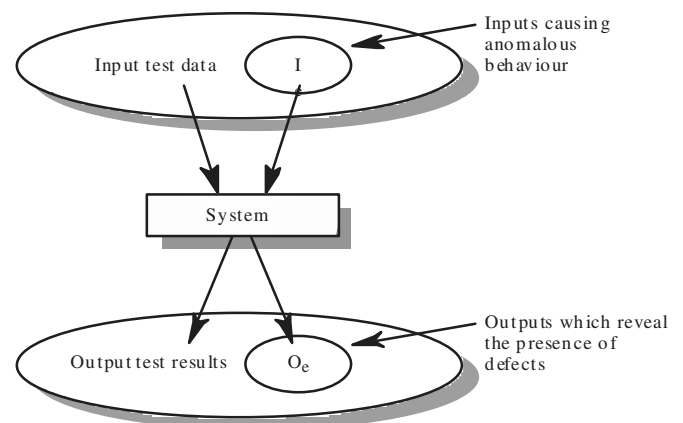 Inputs causing
anomalous
behaviour
Input test data
I
e
System
Outputs which reveal
the presence of
defects
Output test results
Oe